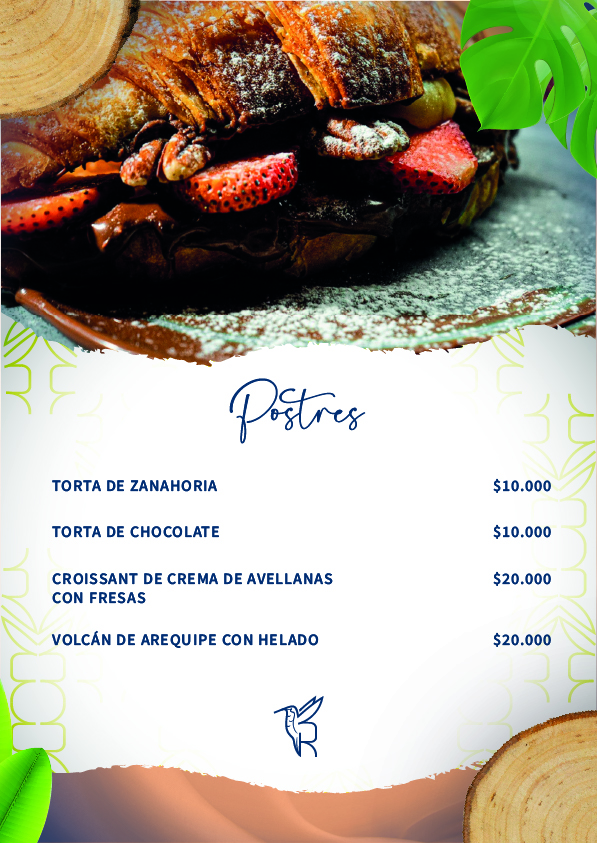 Postres
TORTA DE ZANAHORIA $10.000
TORTA DE CHOCOLATE $10.000
CROISSANT DE CREMA DE AVELLANAS $20.000
CON FRESAS
VOLCÁN DE AREQUIPE CON HELADO $20.000